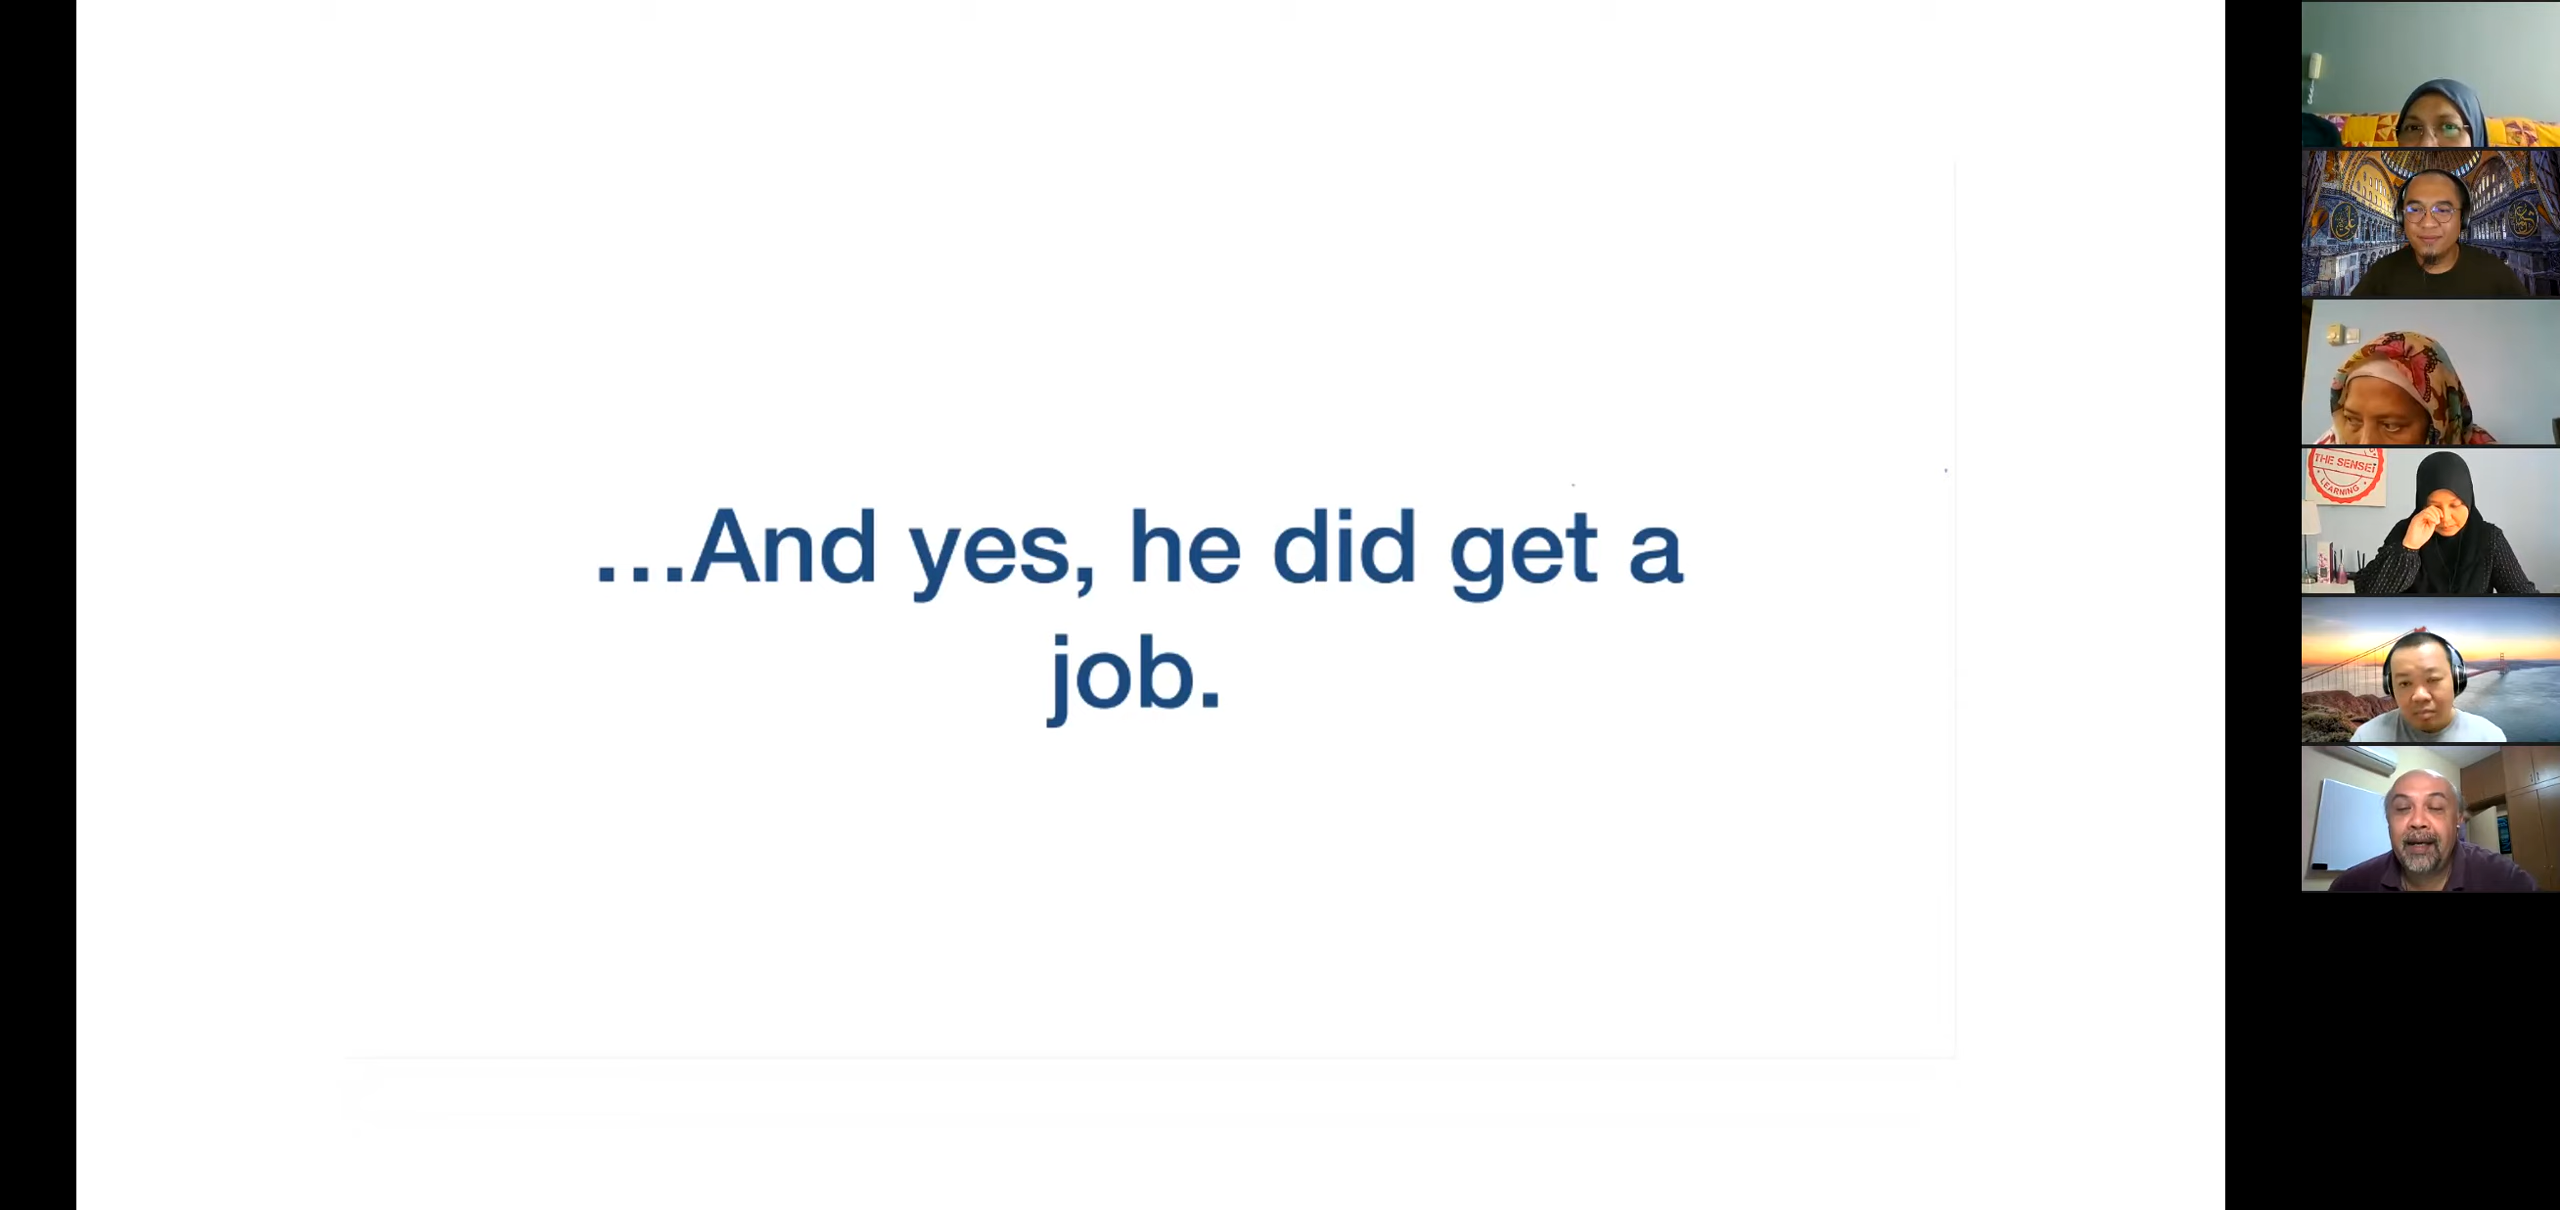 ...And yes, he did get a
job.
THE SENSEI
LEARNING